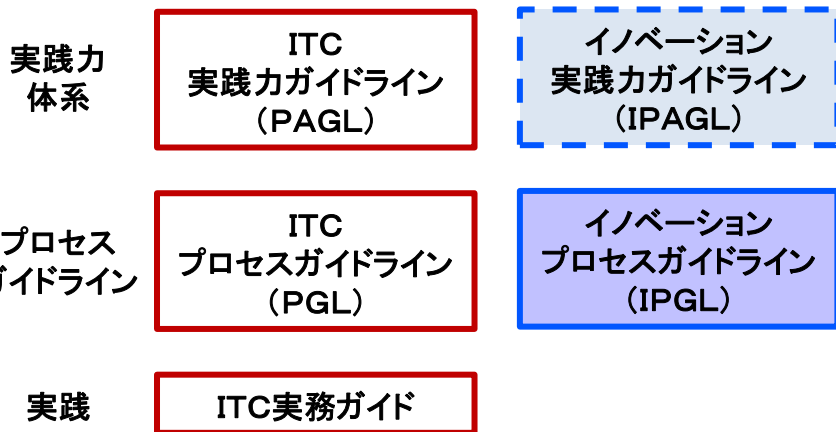 実践力
体系
ITC
実践力ガイドライン
(PAGL)
イノベーション
実践力ガイドライン
(IPAGL)
プロセス
ガイドライン
ITC
プロセスガイドライン
(PGL)
イノベーション
プロセスガイドライン
(IPGL)
実践
ITC実務ガイド